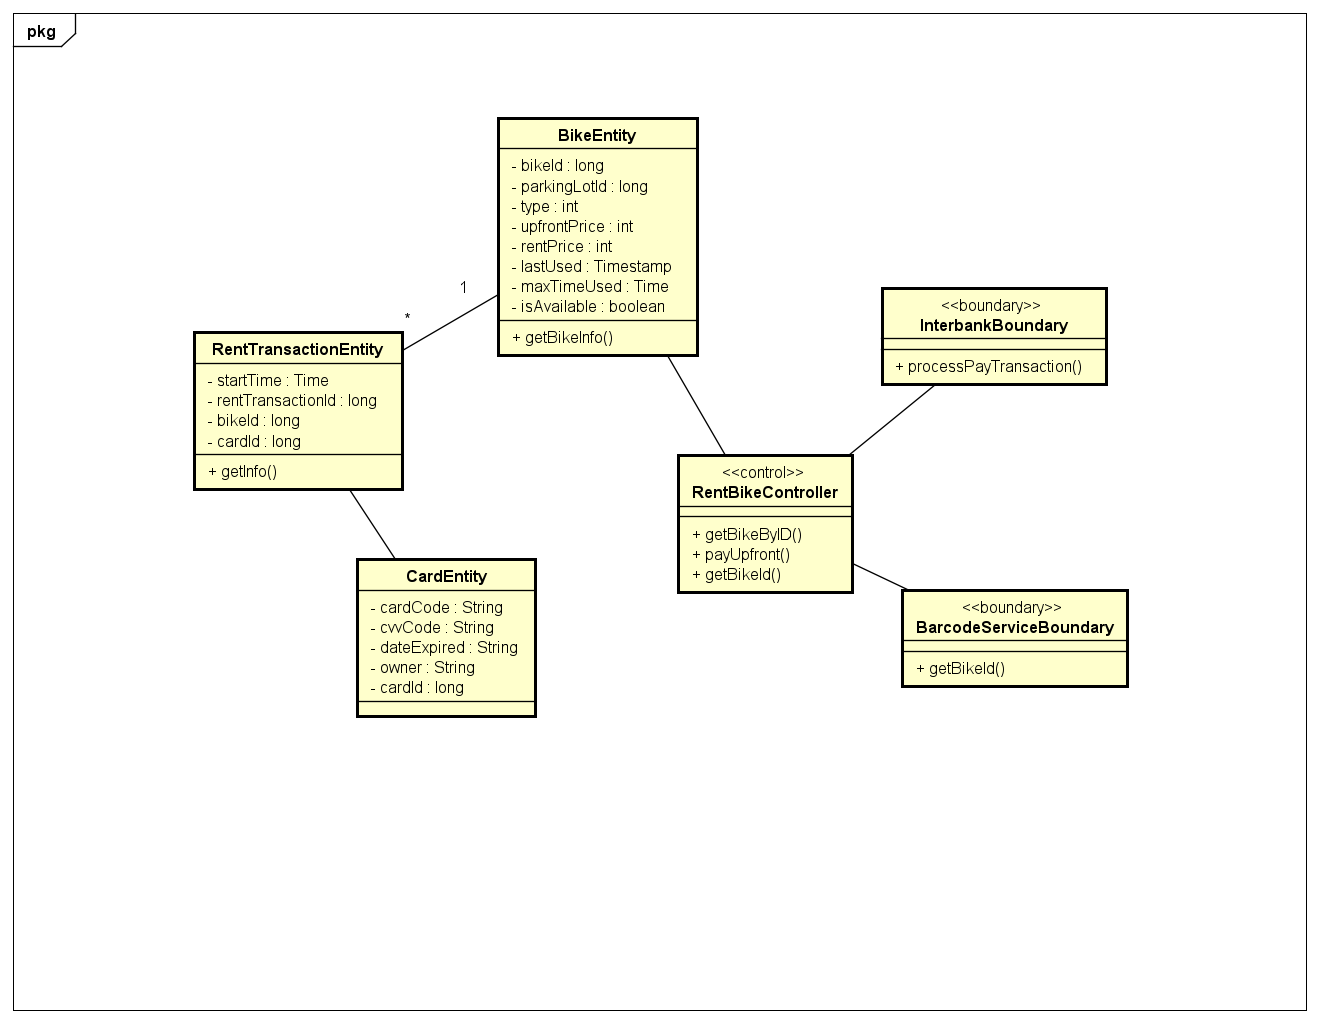 pkg
BikeEntity
- bikeId : long
- parkingLotId : long
- type : int
- upfrontPrice : int
- rentPrice : int
- lastUsed : Timestamp
- maxTimeUsed : Time
- isAvailable : boolean
+ getBikeInfo()
1
*
RentTransactionEntity
- startTime : Time
- rentTransactionId : long
- bikeId : long
- cardId : long
+ getInfo()
CardEntity
- cardCode : String
- cvvCode : String
- dateExpired : String
- owner : String
- cardId : long
<<boundary>>
InterbankBoundary
+ processPayTransaction()
<<control>>
RentBikeController
+ getBikeByID()
+ payUpfront()
+ getBikeId()
<<boundary>>
BarcodeServiceBoundary
+ getBikeId()